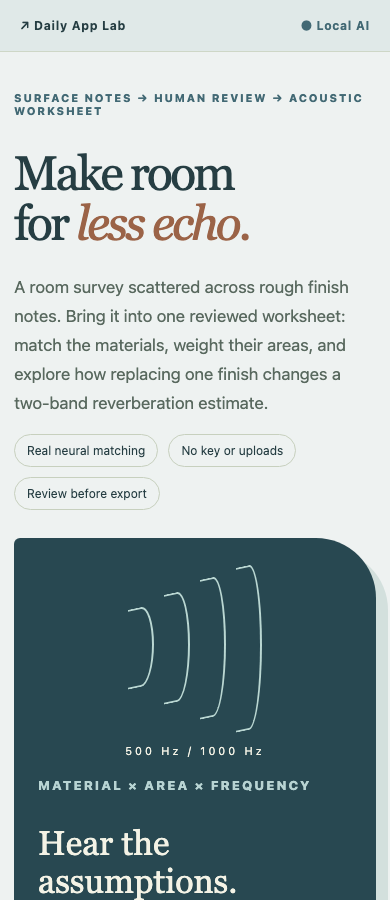 ↗ Daily App Lab
Local AI
SURFACE NOTES → HUMAN REVIEW → ACOUSTIC
WORKSHEET
Make room
for less echo.
A room survey scattered across rough finish
notes. Bring it into one reviewed worksheet:
match the materials, weight their areas, and
explore how replacing one finish changes a
two-band reverberation estimate.
Real neural matching
No key or uploads
Review before export
500 Hz / 1000 Hz
MATERIAL × AREA × FREQUENCY
Hear the
assumptions.